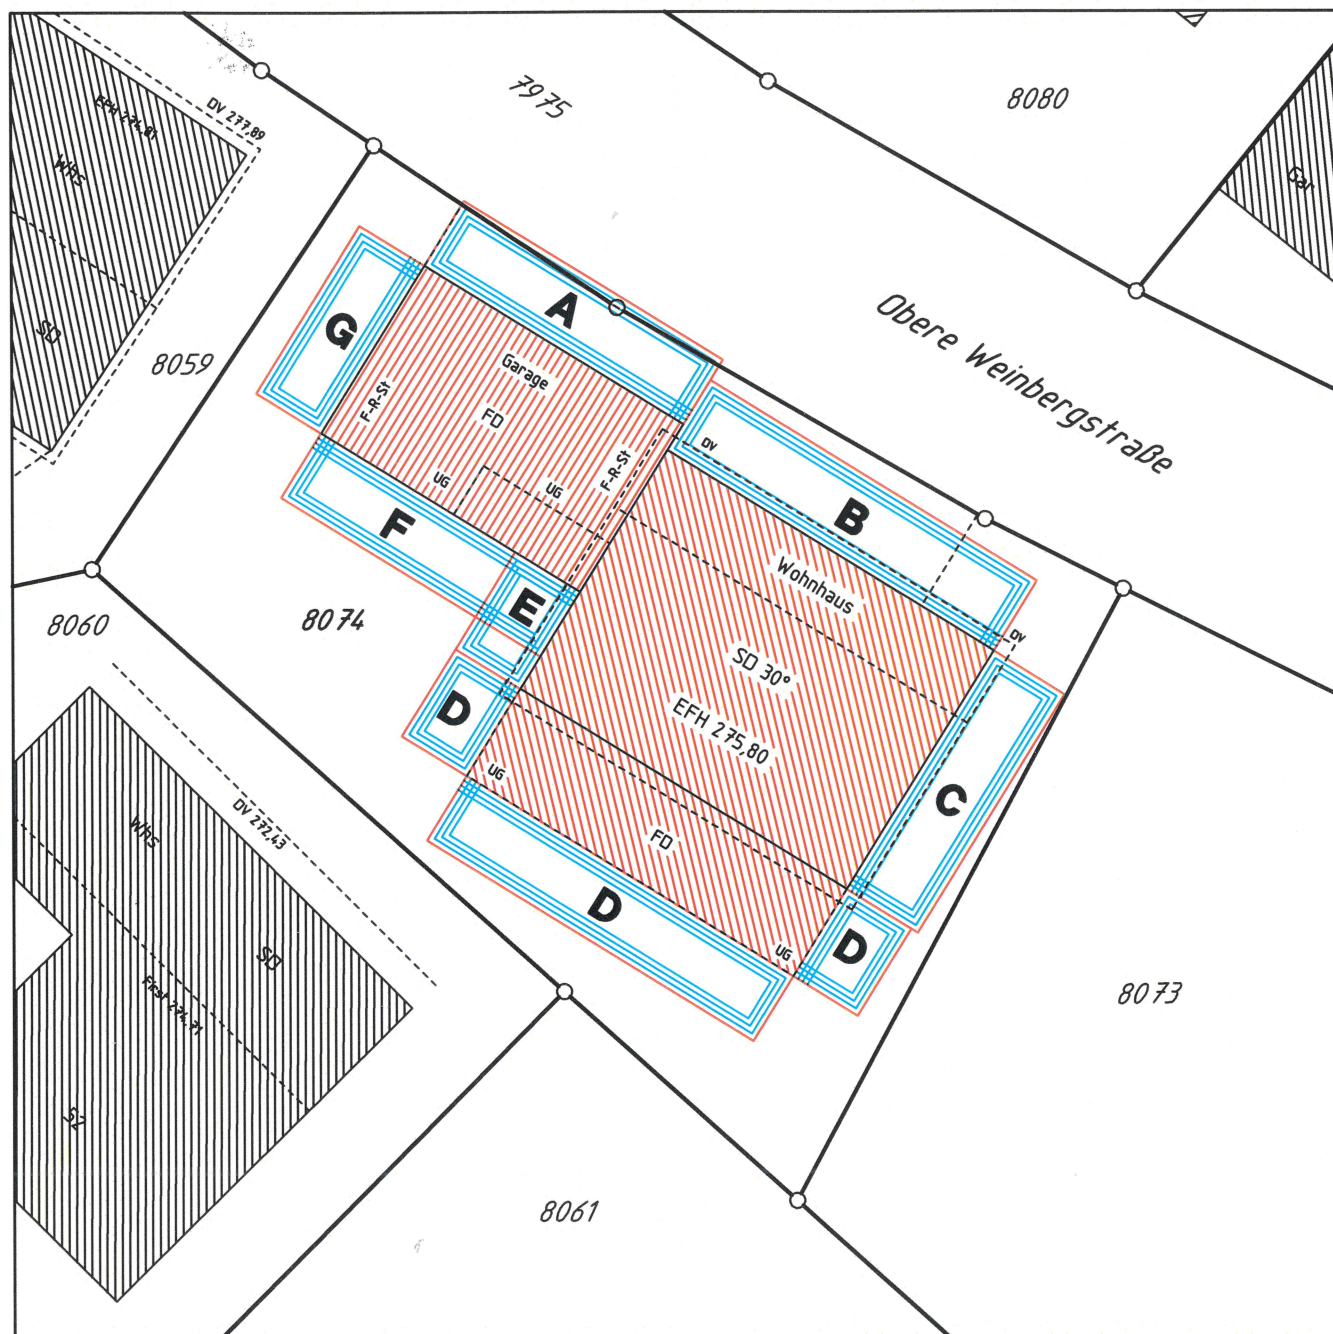 7975
8080
EFH 274,81
DV 277,89
Whs
Gar
SD
8059
G
A
Garage
F-R-St
FD
Obere Weinbergstraße
DV
F-R-St
UG
UG
F
B
E
Wohnhaus
8060
8074
DV
SD 30°
EFH 275,80
D
UG
C
DV 272,43
Whs
FD
D
UG
D
SD
First 274,71
8073
52
8061